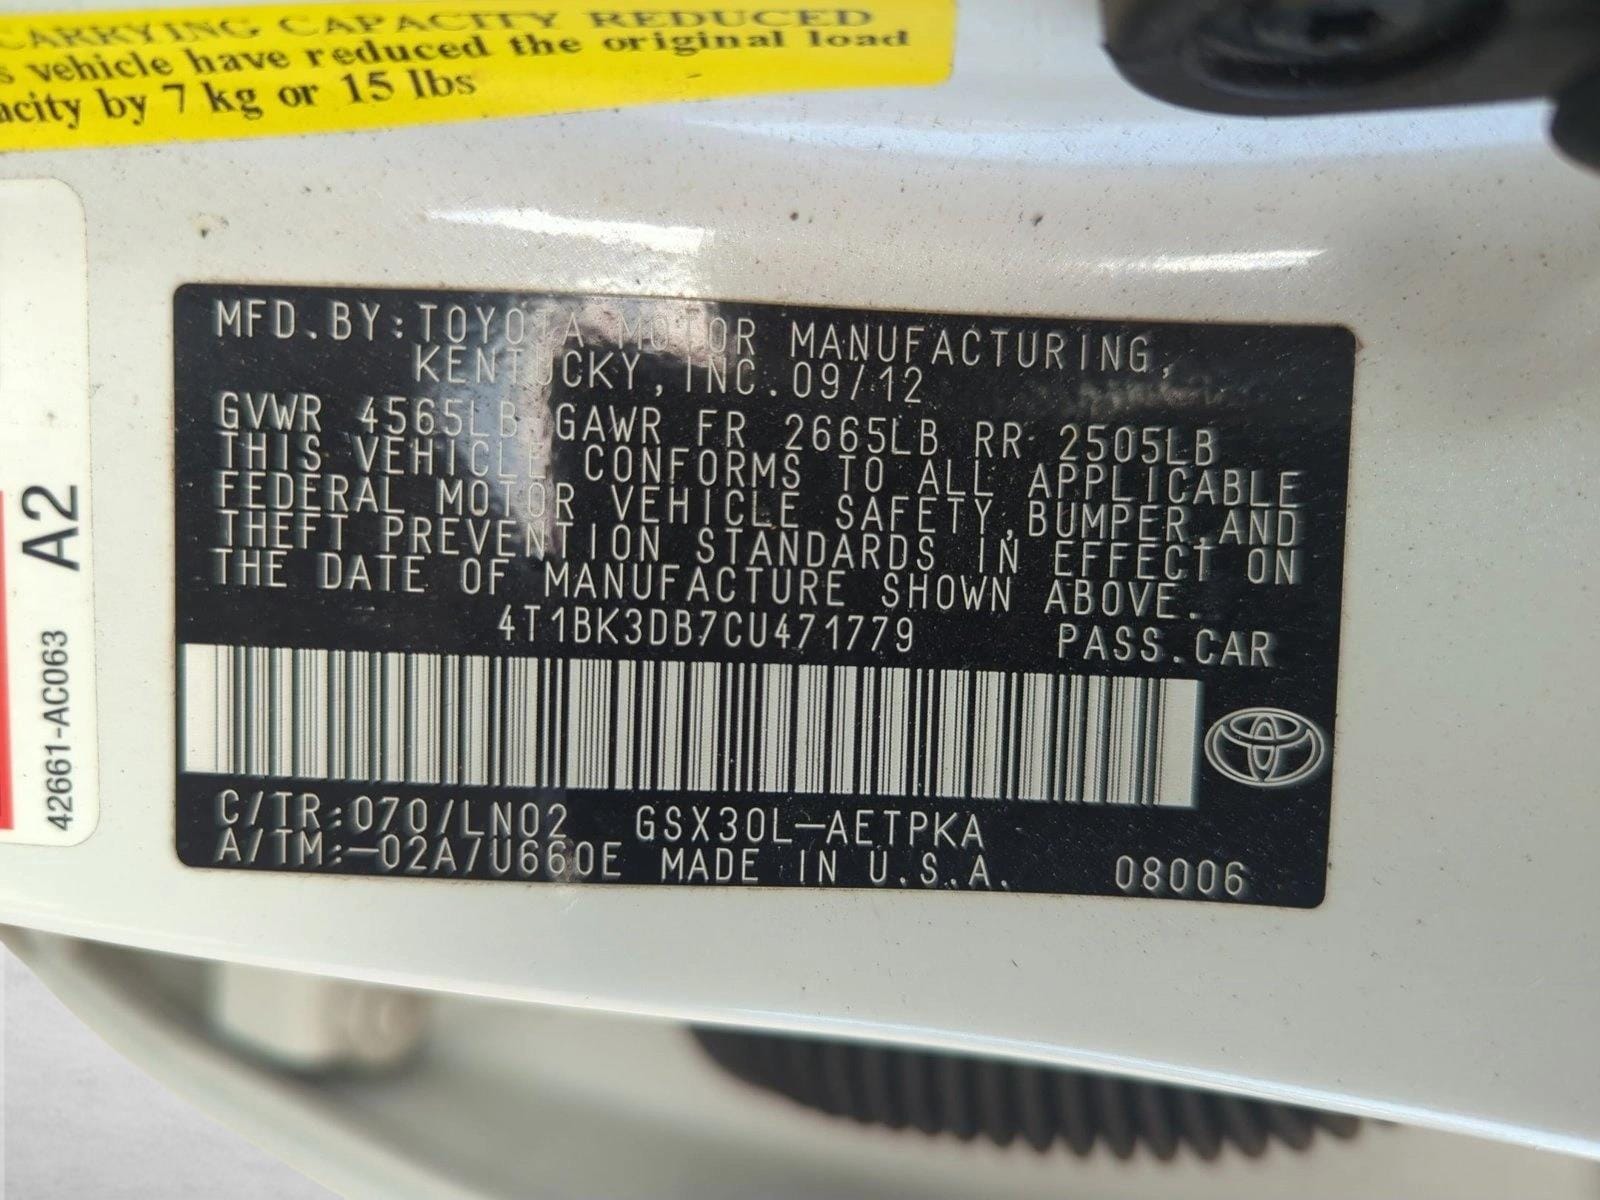 CARRYING CAPACITY REDUCED
vehicle have reduced the original load
by 7 kg or 15 lbs
A2
42661-AC063
MFD.BY:TOYOTA MOTOR MANUFACTURING,
KENTUCKY,INC.09/12
GVWR 4565LB GAWR FR 2665LB RR 2505LB
THIS VEHICLE CONFORMS TO ALL APPLICABLE
FEDERAL MOTOR VEHICLE SAFETY,BUMPER,AND
THEFT PREVENTION STANDARDS IN EFFECT ON
THE DATE OF MANUFACTURE SHOWN ABOVE.
4T1BK3DB7CU471779 PASS.CAR
C/TR:070/LN02 GSX30L-AETPKA
A/TM:-02A/U660E MADE IN U.S.A. 08006